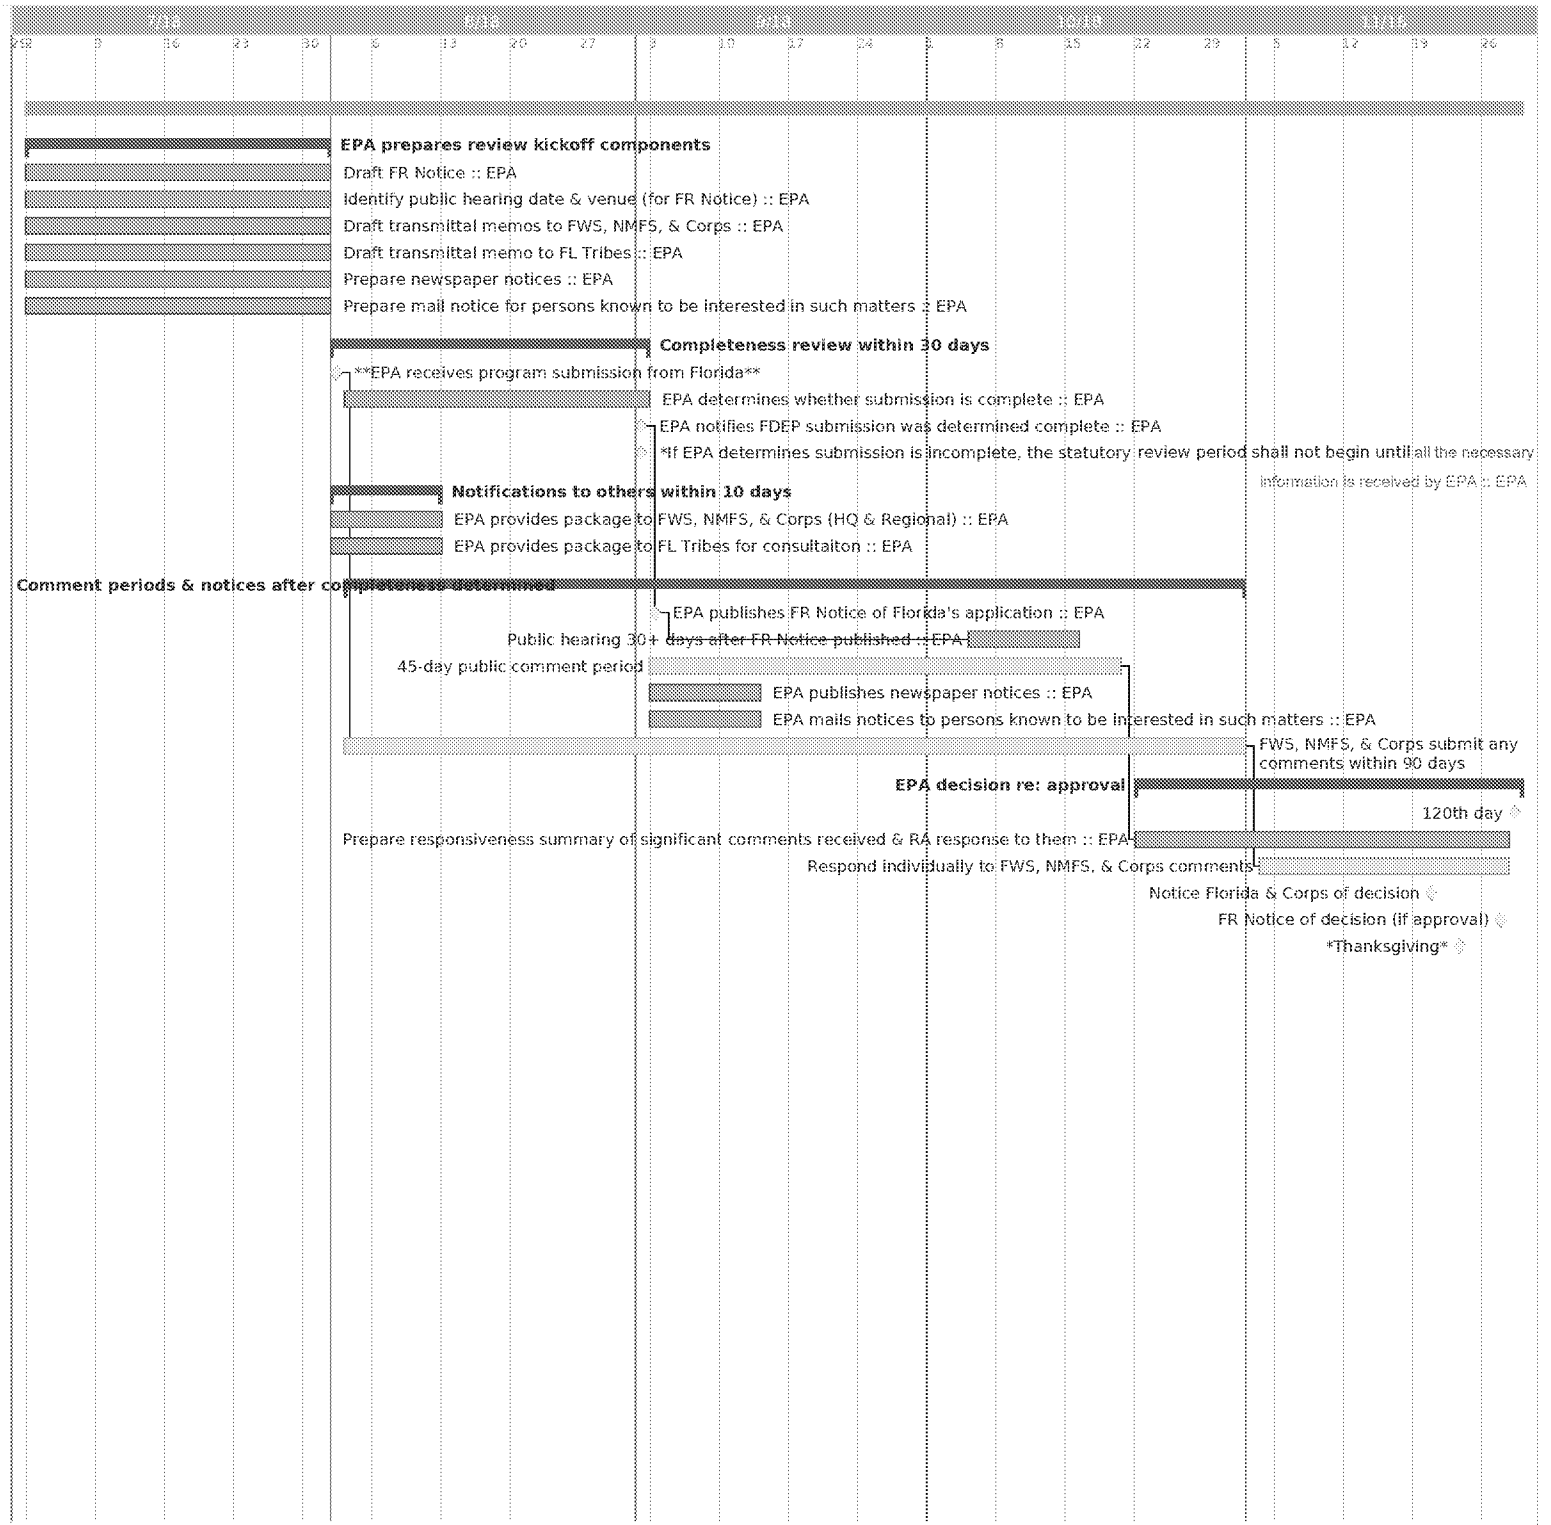 7/18 8/18 9/18 10/18 11/18
25 2 9 16 23 30 6 13 20 27 3 10 17 24 1 8 15 22 29 5 12 19 26
EPA prepares review kickoff components
Draft FR Notice :: EPA
Identify public hearing date & venue (for FR Notice) :: EPA
Draft transmittal memos to FWS, NMFS, & Corps :: EPA
Draft transmittal memo to FL Tribes :: EPA
Prepare newspaper notices :: EPA
Prepare mail notice for persons known to be interested in such matters :: EPA
Completeness review within 30 days
**EPA receives program submission from Florida**
EPA determines whether submission is complete :: EPA
EPA notifies FDEP submission was determined complete :: EPA
*If EPA determines submission is incomplete, the statutory review period shall not begin until all the necessary
information is received by EPA :: EPA
Notifications to others within 10 days
EPA provides package to FWS, NMFS, & Corps (HQ & Regional) :: EPA
EPA provides package to FL Tribes for consultaiton :: EPA
Comment periods & notices after completeness determined
EPA publishes FR Notice of Florida's application :: EPA
Public hearing 30+ days after FR Notice published :: EPA
45-day public comment period
EPA publishes newspaper notices :: EPA
EPA mails notices to persons known to be interested in such matters :: EPA
FWS, NMFS, & Corps submit any
comments within 90 days
EPA decision re: approval
120th day
Prepare responsiveness summary of significant comments received & RA response to them :: EPA
Respond individually to FWS, NMFS, & Corps comments
Notice Florida & Corps of decision
FR Notice of decision (if approval)
*Thanksgiving*